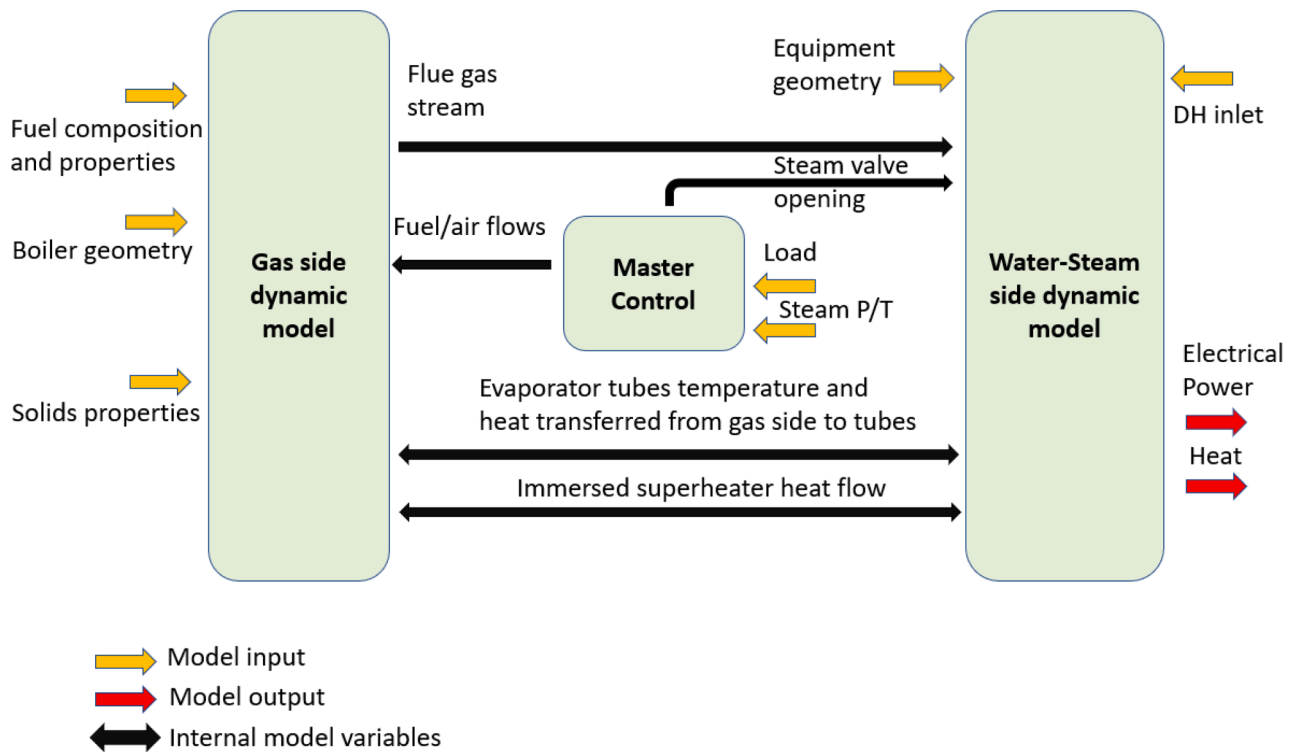 Fuel composition
and properties
Boiler geometry
Solids properties
Gas side
dynamic
model
Flue gas
stream
Fuel/air flows
Master
Control
Load
Steam P/T
Steam valve
opening
Equipment
geometry
Evaporator tubes temperature and
heat transferred from gas side to tubes
Immersed superheater heat flow
Water-Steam
side dynamic
model
DH inlet
Electrical
Power
Heat
Model input
Model output
Internal model variables